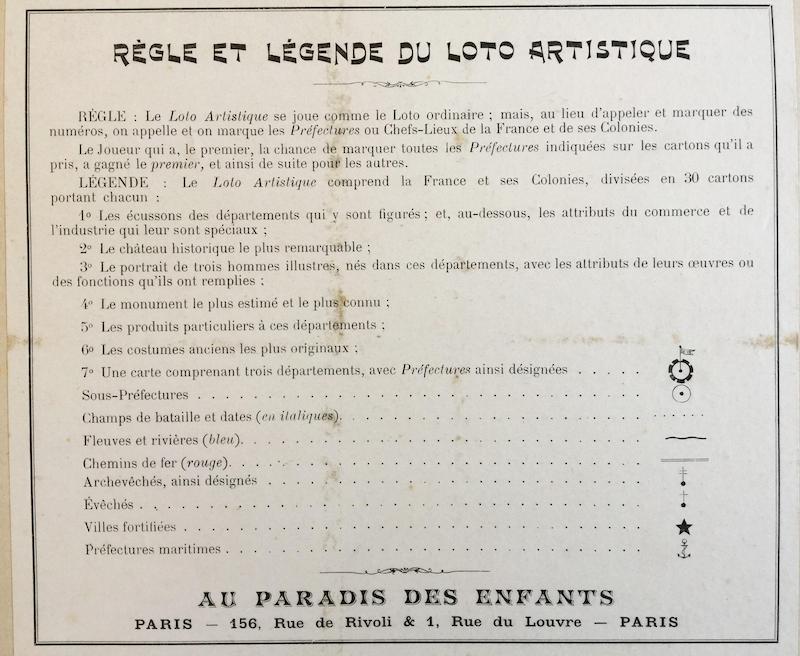 RÈGLE ET LÉGENDE DU LOTO ARTISTIQUE
RÈGLE : Le Loto Artistique se joue comme le Loto ordinaire ; mais, au lieu d'appeler et marquer des
numéros, on appelle et on marque les Préfectures ou Chefs-Lieux de la France et de ses Colonies.
Le Joueur qui a, le premier, la chance de marquer toutes les Préfectures indiquées sur les cartons qu'il a
pris, a gagné le premier, et ainsi de suite pour les autres.
LÉGENDE : Le Loto Artistique comprend la France et ses Colonies, divisées en 30 cartons
portant chacun :
1o Les écussons des départements qui y sont figurés ; et, au-dessous, les attributs du commerce et de
l'industrie qui leur sont spéciaux ;
2o Le château historique le plus remarquable ;
3o Le portrait de trois hommes illustres, nés dans ces départements, avec les attributs de leurs œuvres ou
des fonctions qu'ils ont remplies ;
4o Le monument le plus estimé et le plus connu ;
5o Les produits particuliers à ces départements ;
6o Les costumes anciens les plus originaux ;
7o Une carte comprenant trois départements, avec Préfectures ainsi désignées . . . . .
Sous-Préfectures . . . . . . . . . . . . . . . . . . . . . . . . . .
Champs de bataille et dates (en italiques). . . . . . . . . . . . . . . . . .
Fleuves et rivières (bleu). . . . . . . . . . . . . . . . . . . . . . . .
Chemins de fer (rouge). . . . . . . . . . . . . . . . . . . . . . . .
Archevêchés, ainsi désignés . . . . . . . . . . . . . . . . . . . . . .
Évêchés . . . . . . . . . . . . . . . . . . . . . . . . . . . . .
Villes fortifiées . . . . . . . . . . . . . . . . . . . . . . . . . . .
Préfectures maritimes . . . . . . . . . . . . . . . . . . . . . . . .
AU PARADIS DES ENFANTS
PARIS — 156, Rue de Rivoli & 1, Rue du Louvre — PARIS